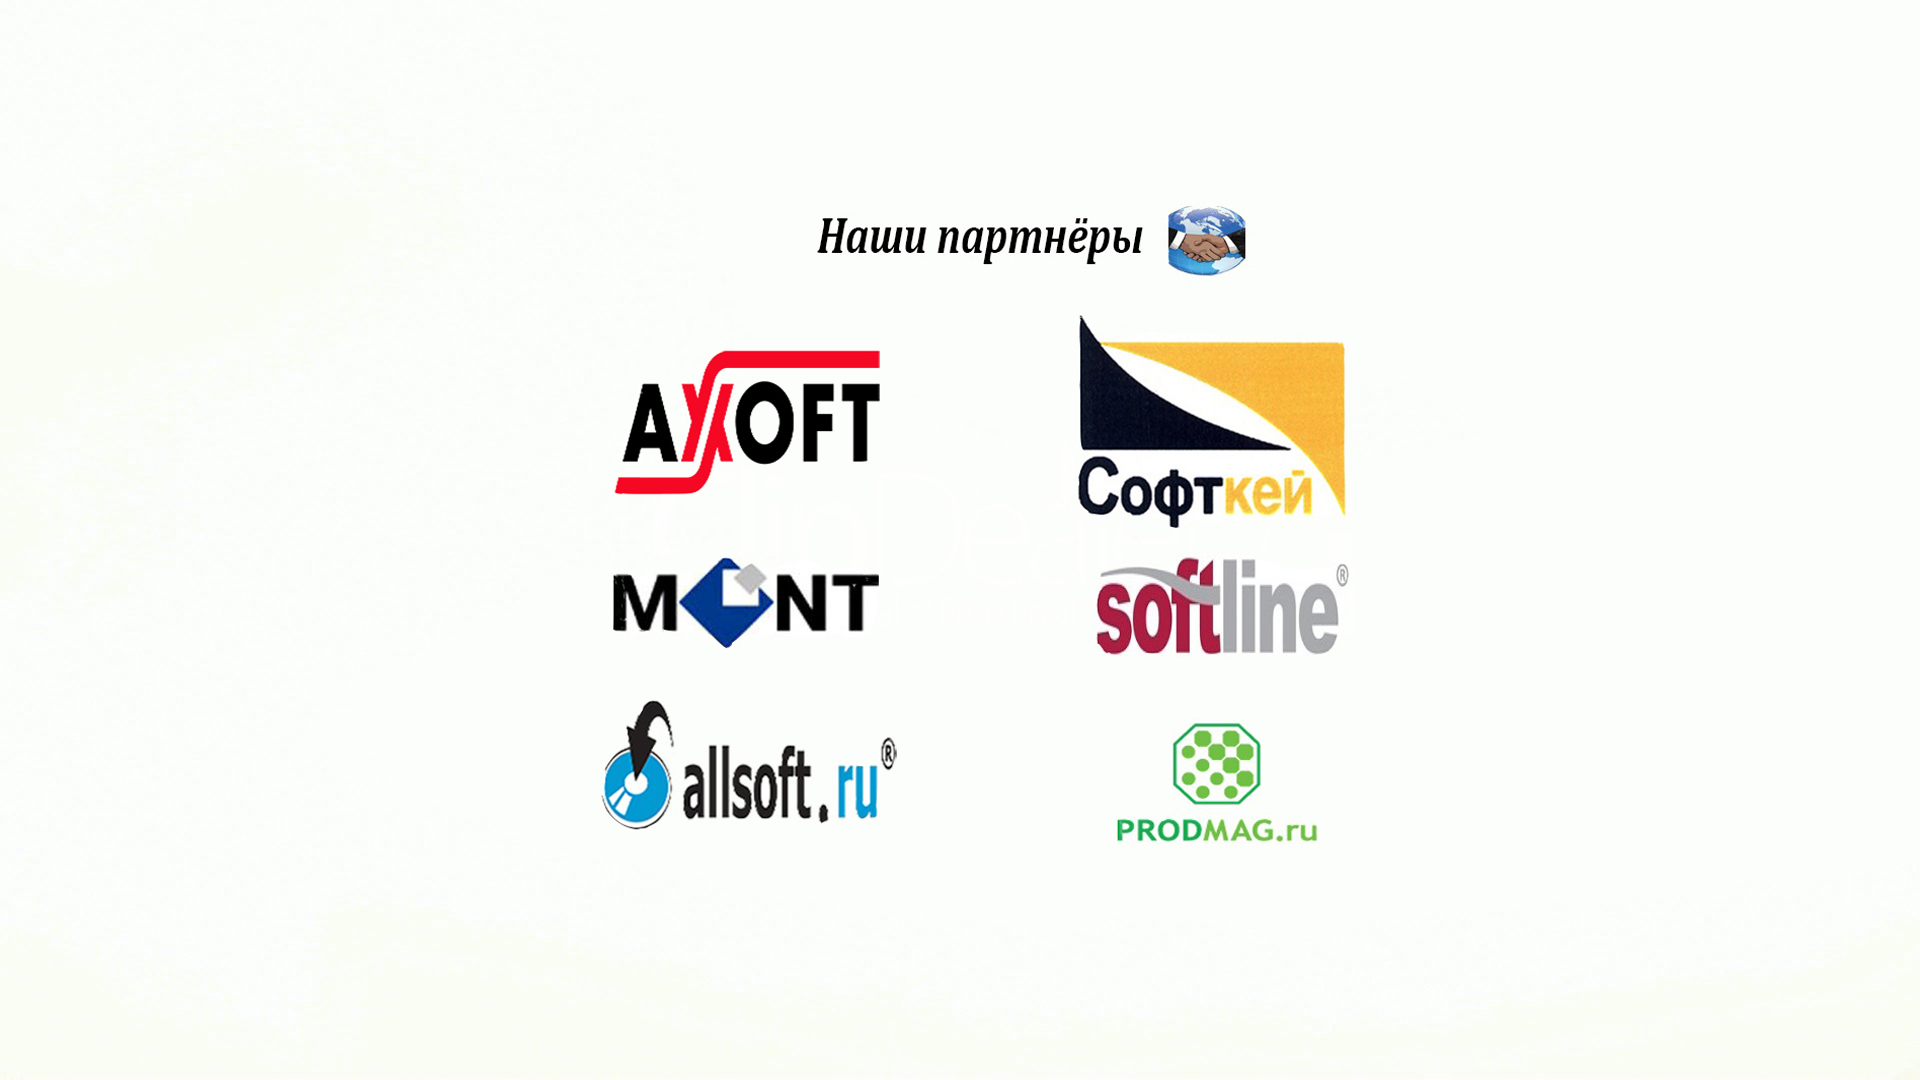 Наши партнёры
AXOFT
Софткей
MONT
softline®
allsoft.ru®
PRODMAG.ru